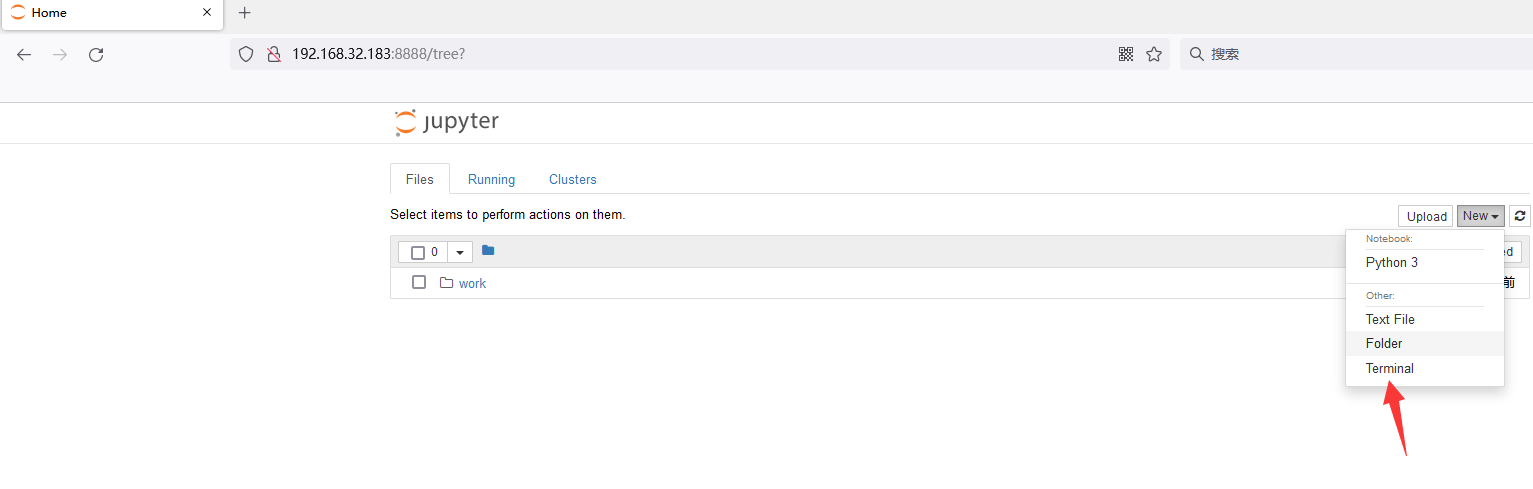 Home
192.168.32.183:8888/tree?
搜索
jupyter
Files Running Clusters
Select items to perform actions on them.
Upload New
0
Notebook:
Python 3
work
前
Other:
Text File
Folder
Terminal